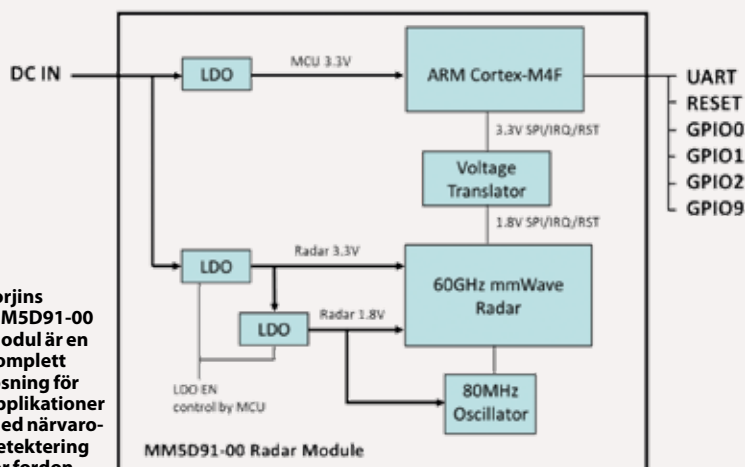 DC IN
LDO
MCU 3.3V
ARM Cortex-M4F
UART
RESET
GPIO0
GPIO1
GPIO2
GPIO9
3.3V SPI/IRQ/RST
Voltage
Translator
1.8V SPI/IRQ/RST
LDO
Radar 3.3V
60GHz mmWave
Radar
LDO
Radar 1.8V
LDO EN
control by MCU
80MHz
Oscillator
MM5D91-00 Radar Module
orjins
M5D91-00
odul är en
omplett
sning för
pplikationer
ed närvaro-
etektering
r fordon